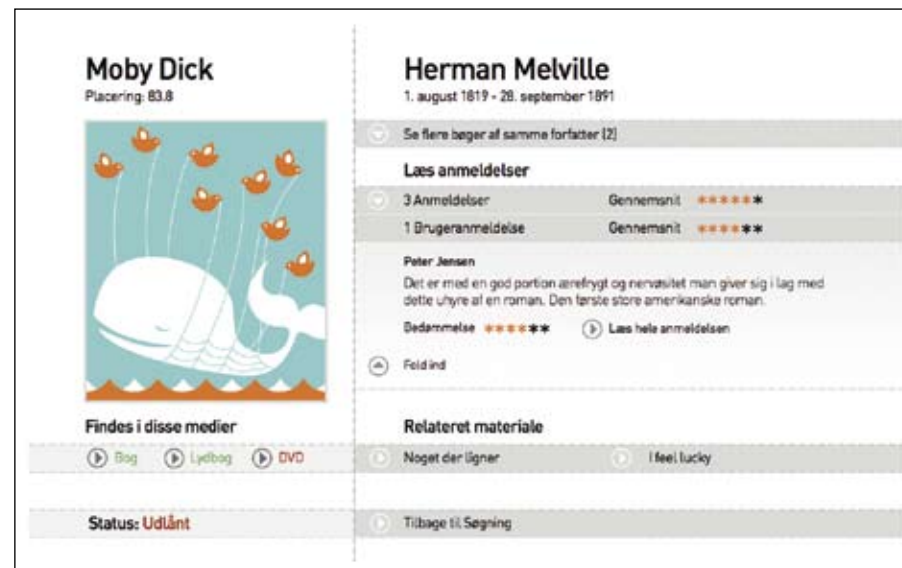 Moby Dick
Placering: 83.8
Findes i disse medier
Bog Lydbog DVD
Status: Udlånt
Herman Melville
1. august 1819 - 28. september 1891
Se flere bøger af samme forfatter (2)
Læs anmeldelser
3 Anmeldelser Gennemsnit ******
1 Brugeranmeldelse Gennemsnit ******
Peter Jensen
Det er med en god portion ærefrygt og nervøsitet man giver sig i lag med
dette uhyre af en roman. Den første store amerikanske roman.
Bedømmelse ****** Læs hele anmeldelsen
Fold ind
Relateret materiale
Noget der ligner I feel lucky
Tilbage til Søgning